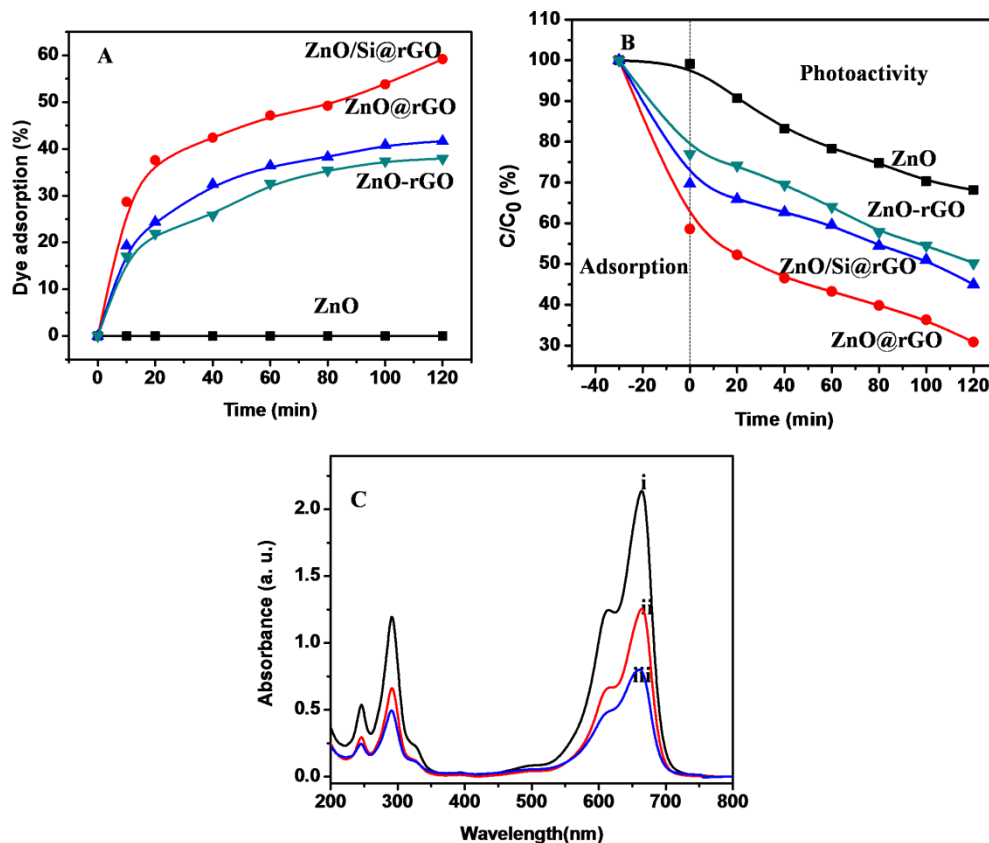 A
ZnO/Si@rGO
ZnO@rGO
ZnO-rGO
ZnO
Dye adsorption (%)
60
50
40
30
20
10
0
0 20 40 60 80 100 120
Time (min)
B
Photoactivity
ZnO
ZnO-rGO
Adsorption
ZnO/Si@rGO
ZnO@rGO
C/C0 (%)
110
100
90
80
70
60
50
40
30
-40 -20 0 20 40 60 80 100 120
Time (min)
C
i
ii
iii
Absorbance (a. u.)
2.0
1.5
1.0
0.5
0.0
200 300 400 500 600 700 800
Wavelength(nm)